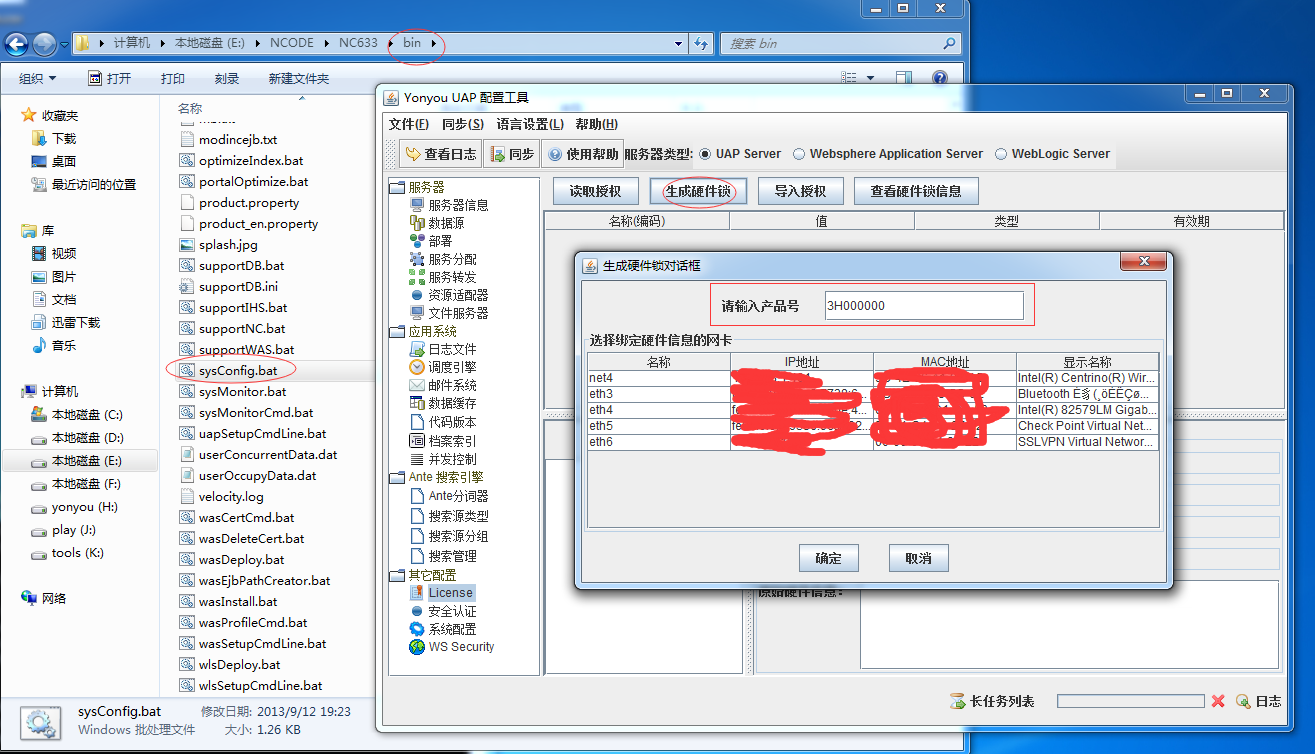 计算机 本地磁盘 (E:) NCODE NC633 bin
搜索 bin
组织 打开 打印 刻录 新建文件夹
收藏夹
下载
桌面
最近访问的位置
库
视频
图片
文档
迅雷下载
音乐
计算机
本地磁盘 (C:)
本地磁盘 (D:)
本地磁盘 (E:)
本地磁盘 (F:)
yonyou (H:)
play (J:)
tools (K:)
网络
名称
modincejb.txt
optimizeIndex.bat
portalOptimize.bat
product.property
product_en.property
splash.jpg
supportDB.bat
supportDB.ini
supportIHS.bat
supportNC.bat
supportWAS.bat
sysConfig.bat
sysMonitor.bat
sysMonitorCmd.bat
uapSetupCmdLine.bat
userConcurrentData.dat
userOccupyData.dat
velocity.log
wasCertCmd.bat
wasDeleteCert.bat
wasDeploy.bat
wasEjbPathCreator.bat
wasInstall.bat
wasProfileCmd.bat
wasSetupCmdLine.bat
wlsDeploy.bat
wlsSetupCmdLine.bat
sysConfig.bat 修改日期: 2013/9/12 19:23
Windows 批处理文件 大小: 1.26 KB
Yonyou UAP 配置工具
文件(F) 同步(S) 语言设置(L) 帮助(H)
查看日志 同步 使用帮助 服务器类型: UAP Server Websphere Application Server WebLogic Server
服务器
服务器信息
数据源
部署
服务分配
服务转发
资源适配器
文件服务器
应用系统
日志文件
调度引擎
邮件系统
数据缓存
代码版本
档案索引
并发控制
Ante 搜索引擎
Ante分词器
搜索源类型
搜索源分组
搜索管理
其它配置
License
安全认证
系统配置
WS Security
读取授权 生成硬件锁 导入授权 查看硬件锁信息
名称(编码) 值 类型 有效期
生成硬件锁对话框
请输入产品号 3H000000
选择绑定硬件信息的网卡
名称 IP地址 MAC地址 显示名称
net4 Intel(R) Centrino(R) Wir...
eth3 Bluetooth
eth4 Intel(R) 82579LM Gigab...
eth5 Check Point Virtual Net...
eth6 SSLVPN Virtual Networ...
确定 取消
原始硬件信息:
长任务列表 日志